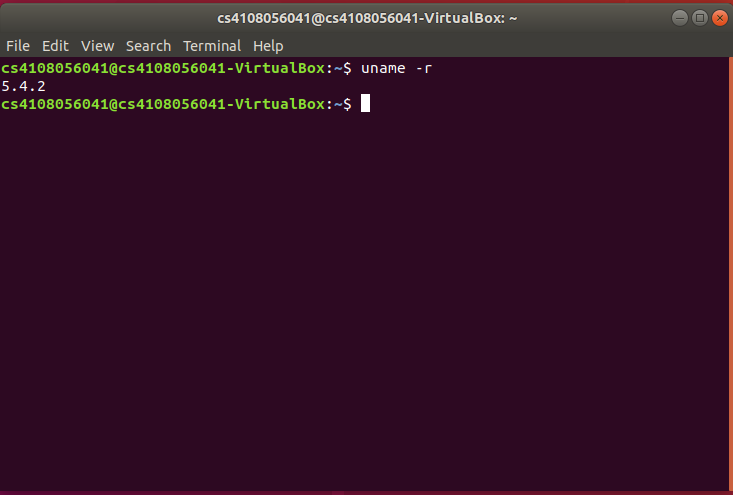 cs4108056041@cs4108056041-VirtualBox: ~
File Edit View Search Terminal Help
cs4108056041@cs4108056041-VirtualBox:~$ uname -r
5.4.2
cs4108056041@cs4108056041-VirtualBox:~$